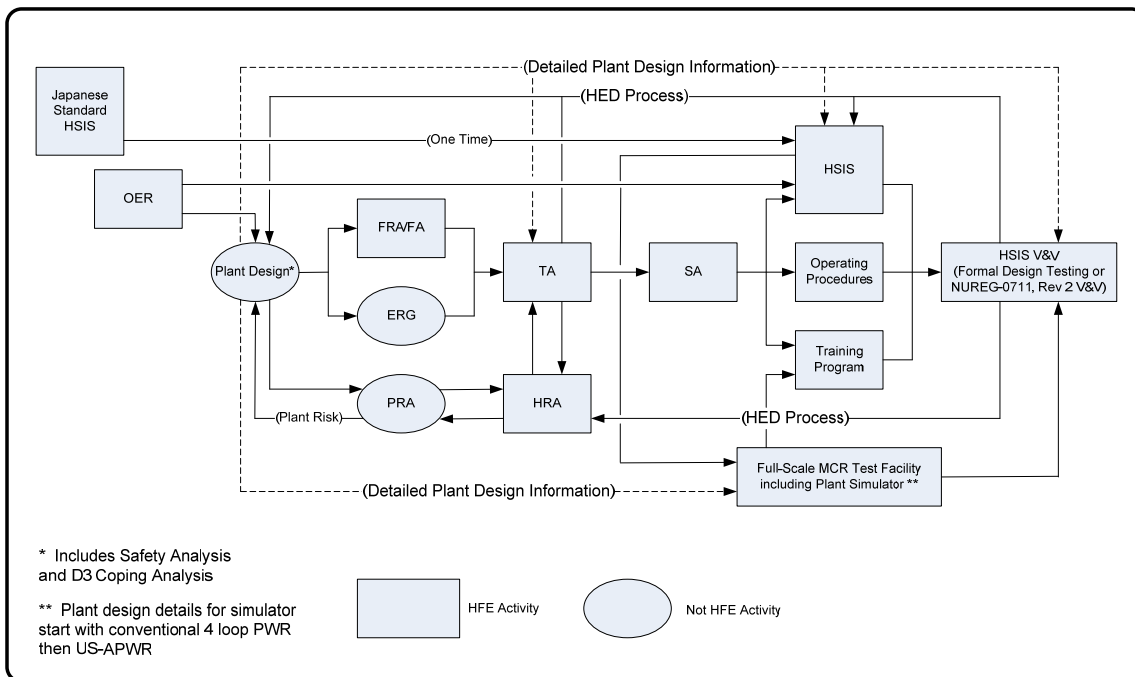 (Detailed Plant Design Information)
Japanese
Standard
HSIS
(HED Process)
(One Time)
HSIS
OER
FRA/FA
Plant Design*
TA
SA
Operating
Procedures
HSIS V&V
(Formal Design Testing or
NUREG-0711, Rev 2 V&V)
ERG
Training
Program
PRA
HRA
(Plant Risk)
(HED Process)
Full-Scale MCR Test Facility
including Plant Simulator **
(Detailed Plant Design Information)
* Includes Safety Analysis
and D3 Coping Analysis
** Plant design details for simulator
start with conventional 4 loop PWR
then US-APWR
HFE Activity
Not HFE Activity